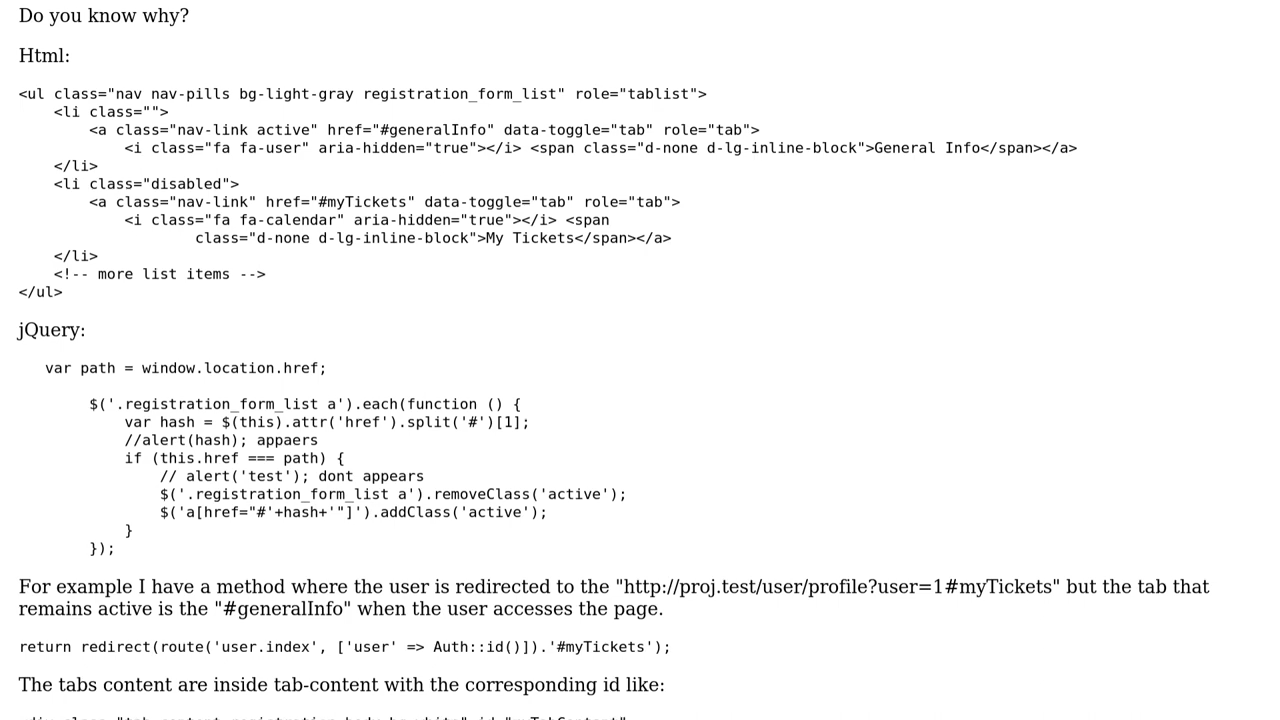 Do you know why?
Html:
<ul class="nav nav-pills bg-light-gray registration_form_list" role="tablist">
    <li class="">
        <a class="nav-link active" href="#generalInfo" data-toggle="tab" role="tab">
            <i class="fa fa-user" aria-hidden="true"></i> <span class="d-none d-lg-inline-block">General Info</span></a>
    </li>
    <li class="disabled">
        <a class="nav-link" href="#myTickets" data-toggle="tab" role="tab">
            <i class="fa fa-calendar" aria-hidden="true"></i> <span
                    class="d-none d-lg-inline-block">My Tickets</span></a>
    </li>
    <!-- more list items -->
</ul>
jQuery:
   var path = window.location.href;
        $('.registration_form_list a').each(function () {
            var hash = $(this).attr('href').split('#')[1];
            //alert(hash); appaers
            if (this.href === path) {
                // alert('test'); dont appears
                $('.registration_form_list a').removeClass('active');
                $('a[href="#'+hash+'"]').addClass('active');
            }
        });
For example I have a method where the user is redirected to the "http://proj.test/user/profile?user=1#myTickets" but the tab that
remains active is the "#generalInfo" when the user accesses the page.
return redirect(route('user.index', ['user' => Auth::id()]).'#myTickets');
The tabs content are inside tab-content with the corresponding id like: